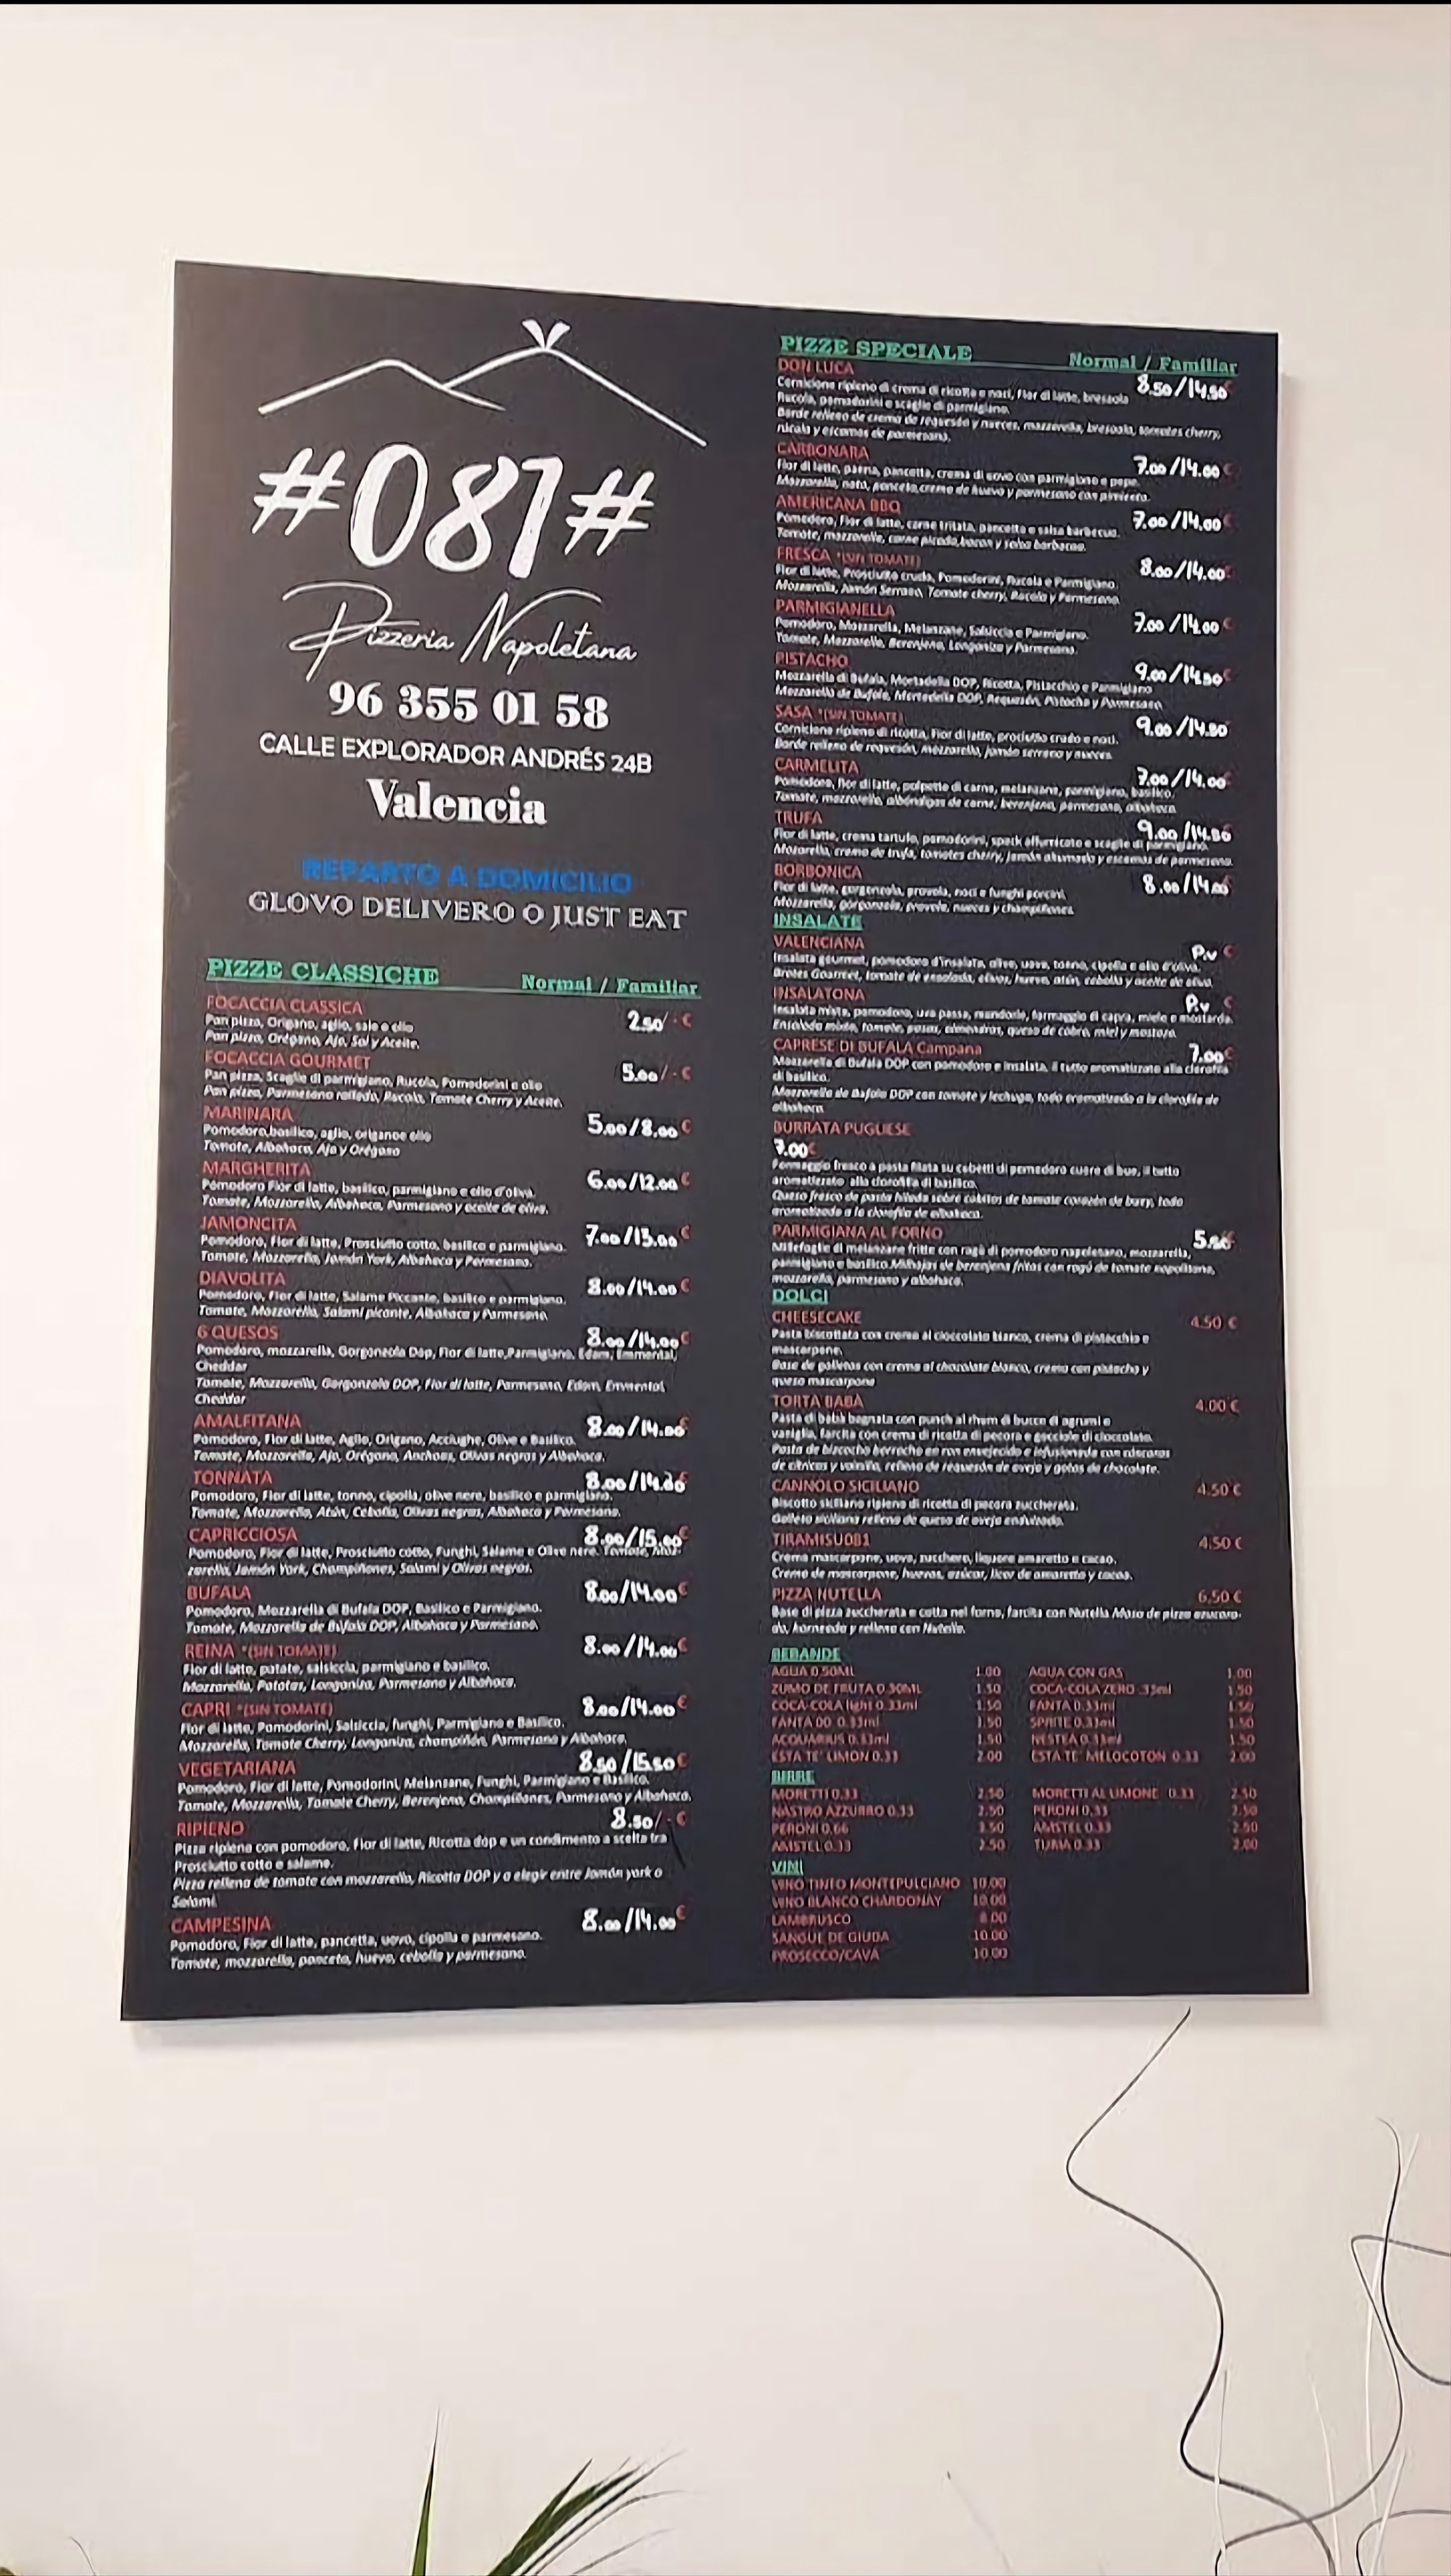 #081#
Pizzeria Napoletana
96 355 01 58
CALLE EXPLORADOR ANDRÉS 24B
Valencia
REPARTO A DOMICILIO
GLOVO DELIVERO O JUST EAT
PIZZE CLASSICHE Normal / Familiar
FOCACCIA CLASSICA 2.50/ - €
Pan pizza, Origano, aglio, sale e olio
Pan pizza, Orégano, Ajo, Sal y Aceite.
FOCACCIA GOURMET 5.00/ - €
Pan pizza, Scaglie di parmigiano, Rucola, Pomodorini e olio
Pan pizza, Parmesano rallado, Rucola, Tomate Cherry y Aceite.
MARINARA 5.00/8.00 €
Pomodoro,basilico, aglio, origanoe olio
Tomate, Albahaca, Ajo y Orégano
MARGHERITA 6.00/12.00 €
Pomodoro Fior di latte, basilico, parmigiano e olio d'oliva.
Tomate, Mozzarella, Albahaca, Parmesano y aceite de oliva.
JAMONCITA 7.00/13.00 €
Pomodoro, Fior di latte, Prosciutto cotto, basilico e parmigiano.
Tomate, Mozzarella, Jamón York, Albahaca y Parmesano.
DIAVOLITA 8.00/14.00 €
Pomodoro, Fior di latte, Salame Piccante, basilico e parmigiano.
Tomate, Mozzarella, Salami picante, Albahaca y Parmesano.
6 QUESOS 8.00/14.00 €
Pomodoro, mozzarella, Gorgonzola Dop, Fior di latte,Parmigiano, Edam, Emmental,
Cheddar
Tomate, Mozzarella, Gorgonzola DOP, Fior di latte, Parmesano, Edam, Emmental,
Cheddar
AMALFITANA 8.00/14.00€
Pomodoro, Fior di latte, Aglio, Origano, Acciughe, Olive e Basilico.
Tomate, Mozzarella, Ajo, Orégano, Anchoas, Olivas negras y Albahaca.
TONNATA 8.00/14.00€
Pomodoro, Fior di latte, tonno, cipolla, olive nere, basilico e parmigiano.
Tomate, Mozzarella, Atún, Cebolla, Olivas negras, Albahaca y Parmesano.
CAPRICCIOSA 8.00/15.00€
Pomodoro, Fior di latte, Prosciutto cotto, Funghi, Salame e Olive nere. Tomate, Moz-
zarella, Jamón York, Champiñones, Salami y Olivas negras.
BUFALA 8.00/14.00€
Pomodoro, Mozzarella di Bufala DOP, Basilico e Parmigiano.
Tomate, Mozzarella de Bufala DOP, Albahaca y Parmesano.
REINA *(SIN TOMATE) 8.00/14.00€
Fior di latte, patate, salsiccia, parmigiano e basilico.
Mozzarella, Patatas, Longaniza, Parmesano y Albahaca.
CAPRI *(SIN TOMATE) 8.00/14.00€
Fior di latte, Pomodorini, Salsiccia, funghi, Parmigiano e Basilico.
Mozzarella, Tomate Cherry, Longaniza, champiñón, Parmesano y Albahaca.
VEGETARIANA 8.50/15.50€
Pomodoro, Fior di latte, Pomodorini, Melanzane, Funghi, Parmigiano e Basilico.
Tomate, Mozzarella, Tomate Cherry, Berenjena, Champiñones, Parmesano y Albahaca.
RIPIENO 8.50/ - €
Pizza ripiena con pomodoro, Fior di latte, Ricotta dop e un condimento a scelta tra
Prosciutto cotto e salame.
Pizza rellena de tomate con mozzarella, Ricotta DOP y a elegir entre Jamón york o
Salami.
CAMPESINA 8.00/14.00€
Pomodoro, Fior di latte, pancetta, uovo, cipolla e parmesano.
Tomate, mozzarella, panceta, huevo, cebolla y parmesano.
PIZZE SPECIALE Normal / Familiar
DON LUCA 8.50/14.50€
Cornicione ripieno di crema di ricotta e noci, fior di latte, bresaola
Rucola, pomodorini e scaglie di parmigiano.
Borde relleno de crema de requesón y nueces, mozzarella, bresaola, tomates cherry,
rúcula y escamas de parmesano.
CARBONARA 7.00/14.00 €
Fior di latte, panna, pancetta, crema di uovo con parmigiano e pepe.
Mozzarella, nata, panceta,crema de huevo y parmesano con pimienta.
AMERICANA BBQ 7.00/14.00€
Pomodoro, Fior di latte, carne tritata, pancetta e salsa barbecue.
Tomate, mazzorella, carne picada,bacon y salsa barbacoa.
FRESCA *(SIN TOMATE) 8.00/14.00€
Fior di latte, Prosciutto crudo, Pomodorini, Rucola e Parmigiano.
Mozzarella, Jamón Serrano, Tomate cherry, Rucola y Parmesano.
PARMIGIANELLA 7.00/14.00 €
Pomodoro, Mozzarella, Melanzane, Salsiccia e Parmigiano.
Tomate, Mozzarella, Berenjena, Longaniza y Parmesano.
PISTACHO 9.00/14.50€
Mozzarella di Bufala, Mortadella DOP, Ricotta, Pistacchio e Parmigiano
Mozzarella de Bufala, Mortadella DOP, Requesón, Pistacho y Parmesano.
SASA *(SIN TOMATE) 9.00/14.50
Cornicione ripieno di ricotta, Fior di latte, prociutto crudo e noci.
Borde relleno de requesón, mozzarella, jamón serrano y nueces.
CARMELITA 7.00/14.00€
Pomodoro, fior di latte, polpette di carne, melanzane, parmigiano, basilico.
Tomate, mozzarella, albóndigas de carne, berenjena, parmesano, albahaca.
TRUFA 9.00/14.50
Fior di latte, crema tartufo, pomodorini, speck affumicato e scaglie di parmigiano.
Mozarella, crema de trufa, tomates cherry, Jamón ahumado y escamas de parmesano.
BORBONICA 8.00/14.00
Fior di latte, gorgonzola, provola, noci e funghi porcini.
Mozzarella, gorgonzola, provola, nueces y champiñones.
INSALATE
VALENCIANA P.v €
Insalata gourmet, pomodoro d'insalata, olive, uova, tonno, cipolla e olio d'oliva.
Brotes Gourmet, tomate de ensalada, olivas, huevo, atún, cebolla y aceite de oliva.
INSALATONA P.v €
Insalata mista, pomodoro, uva passa, mandorle, formaggio di capra, miele e mostarda.
Ensalada mixta, tomate, pasas, almendras, queso de cabra, miel y mostaza.
CAPRESE DI BUFALA Campana 7.00€
Mozzarella di Bufala DOP con pomodoro e insalata, il tutto aromatizzato alla clorofilla
di basilico.
Mozzarella de Bufala DOP con tomate y lechuga, todo aromatizado a la clorofila de
albahaca.
BURRATA PUGLIESE
7.00€
Formaggio fresco a pasta filata su cubetti di pomodoro cuore di bue, il tutto
aromatizzato alla clorofilla di basilico.
Queso fresco de pasta hilada sobre cubitos de tomate corazón de buey, todo
aromatizado a la clorofila de albahaca.
PARMIGIANA AL FORNO 5.50€
Millefoglie di melanzane fritte con ragù di pomodoro napoletano, mozzarella,
parmigiano e basilico.Milhojas de berenjena fritas con ragú de tomate napolitana,
mozzarella, parmesano y albahaca.
DOLCI
CHEESECAKE 4.50 €
Pasta biscottata con crema al cioccolato bianco, crema di pistacchio e
mascarpone.
Base de galletas con crema al chocolate blanco, crema con pistacho y
queso mascarpone
TORTA BABÀ 4.00 €
Pasta di babà bagnata con punch al rhum di bucce di agrumi e
vaniglia, farcita con crema di ricotta di pecora e gocciole di cioccolato.
Pasta de bizcocho borracho en ron envejecido e infusionada con cáscaras
de cítricos y vainilla, relleno de requesón de oveja y gotas de chocolate.
CANNOLO SICILIANO 4.50 €
Biscotto siciliano ripieno di ricotta di pecora zuccherata.
Galleta siciliana rellena de queso de oveja endulzada.
TIRAMISU081 4.50 €
Crema mascarpone, uova, zucchero, liquore amaretto e cacao.
Crema de mascarpone, huevos, azúcar, licor de amaretto y cacao.
PIZZA NUTELLA 6,50 €
Base di pizza zuccherata e cotta nel forno, farcita con Nutella Masa de pizza azucara-
da, horneada y rellena con Nutella.
BEBANDE
AGUA 0.50ML 1.00 AGUA CON GAS 1.00
ZUMO DE FRUTA 0.30ML 1.50 COCA-COLA ZERO .33ml 1.50
COCA-COLA light 0.33ml 1.50 FANTA 0.33ml 1.50
FANTA 00 0.33ml 1.50 SPRITE 0.33ml 1.50
ACQUARIUS 0.33ml 1.50 NESTEA 0.33ml 1.50
ESTA TE' LIMON 0.33 2.00 ESTA TE' MELOCOTON 0.33 2.00
BIRRE
MORETTI 0.33 2.50 MORETTI AL LIMONE 0.33 2.50
NASTRO AZZURRO 0.33 2.50 PERONI 0.33 2.50
PERONI 0.66 3.50 AMSTEL 0.33 2.50
AMSTEL 0.33 2.50 TURIA 0.33 2.00
VINI
VINO TINTO MONTEPULCIANO 10.00
VINO BLANCO CHARDONAY 10.00
LAMBRUSCO 8.00
SANGUE DE GIUDA 10.00
PROSECCO/CAVA 10.00